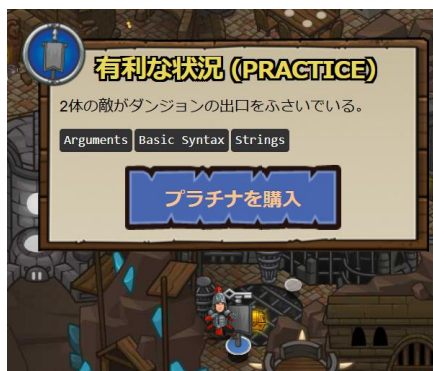 有利な状況 (PRACTICE)
2体の敵がダンジョンの出口をふさいでいる。
Arguments Basic Syntax Strings
プラチナを購入